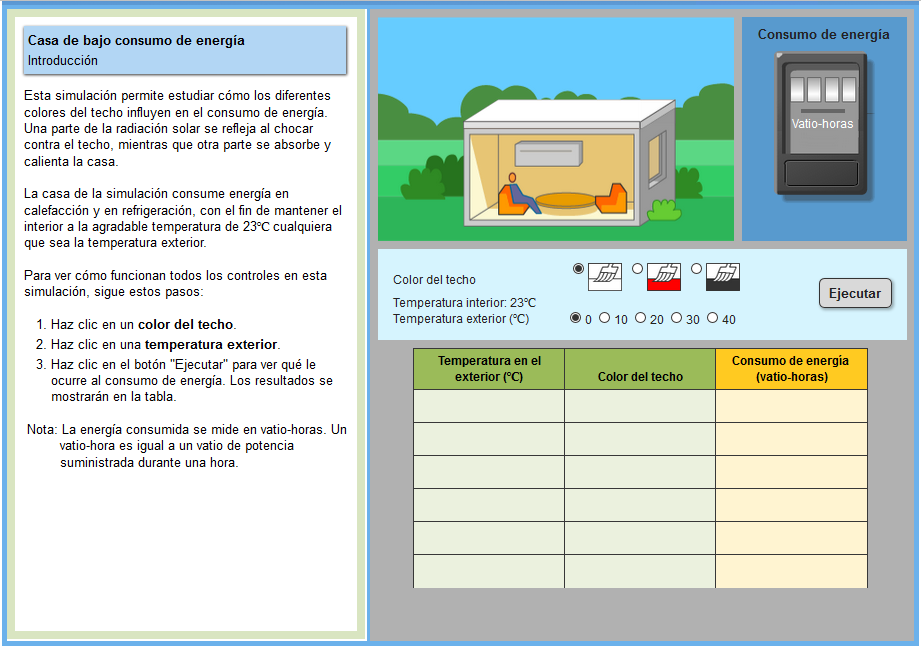 Casa de bajo consumo de energía
Introducción
Esta simulación permite estudiar cómo los diferentes
colores del techo influyen en el consumo de energía.
Una parte de la radiación solar se refleja al chocar
contra el techo, mientras que otra parte se absorbe y
calienta la casa.
La casa de la simulación consume energía en
calefacción y en refrigeración, con el fin de mantener el
interior a la agradable temperatura de 23℃ cualquiera
que sea la temperatura exterior.
Para ver cómo funcionan todos los controles en esta
simulación, sigue estos pasos:
1. Haz clic en un color del techo.
2. Haz clic en una temperatura exterior.
3. Haz clic en el botón "Ejecutar" para ver qué le
ocurre al consumo de energía. Los resultados se
mostrarán en la tabla.
Nota: La energía consumida se mide en vatio-horas. Un
vatio-hora es igual a un vatio de potencia
suministrada durante una hora.
Consumo de energía
Vatio-horas
Color del techo
Temperatura interior: 23℃
Temperatura exterior (℃) 0 10 20 30 40
Ejecutar
Temperatura en el
exterior (℃)
Color del techo
Consumo de energía
(vatio-horas)